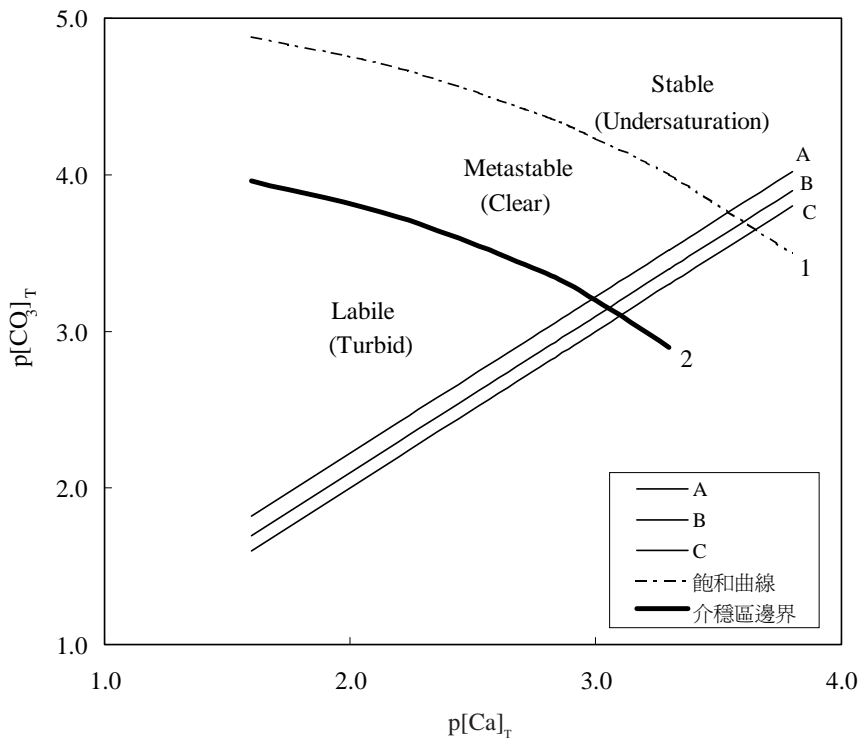 5.0
4.0
3.0
2.0
1.0
1.0
2.0
3.0
4.0
p[CO₃]T
p[Ca]T
Stable
(Undersaturation)
Metastable
(Clear)
Labile
(Turbid)
A
B
C
1
2
A
B
C
飽和曲線
介穩區邊界